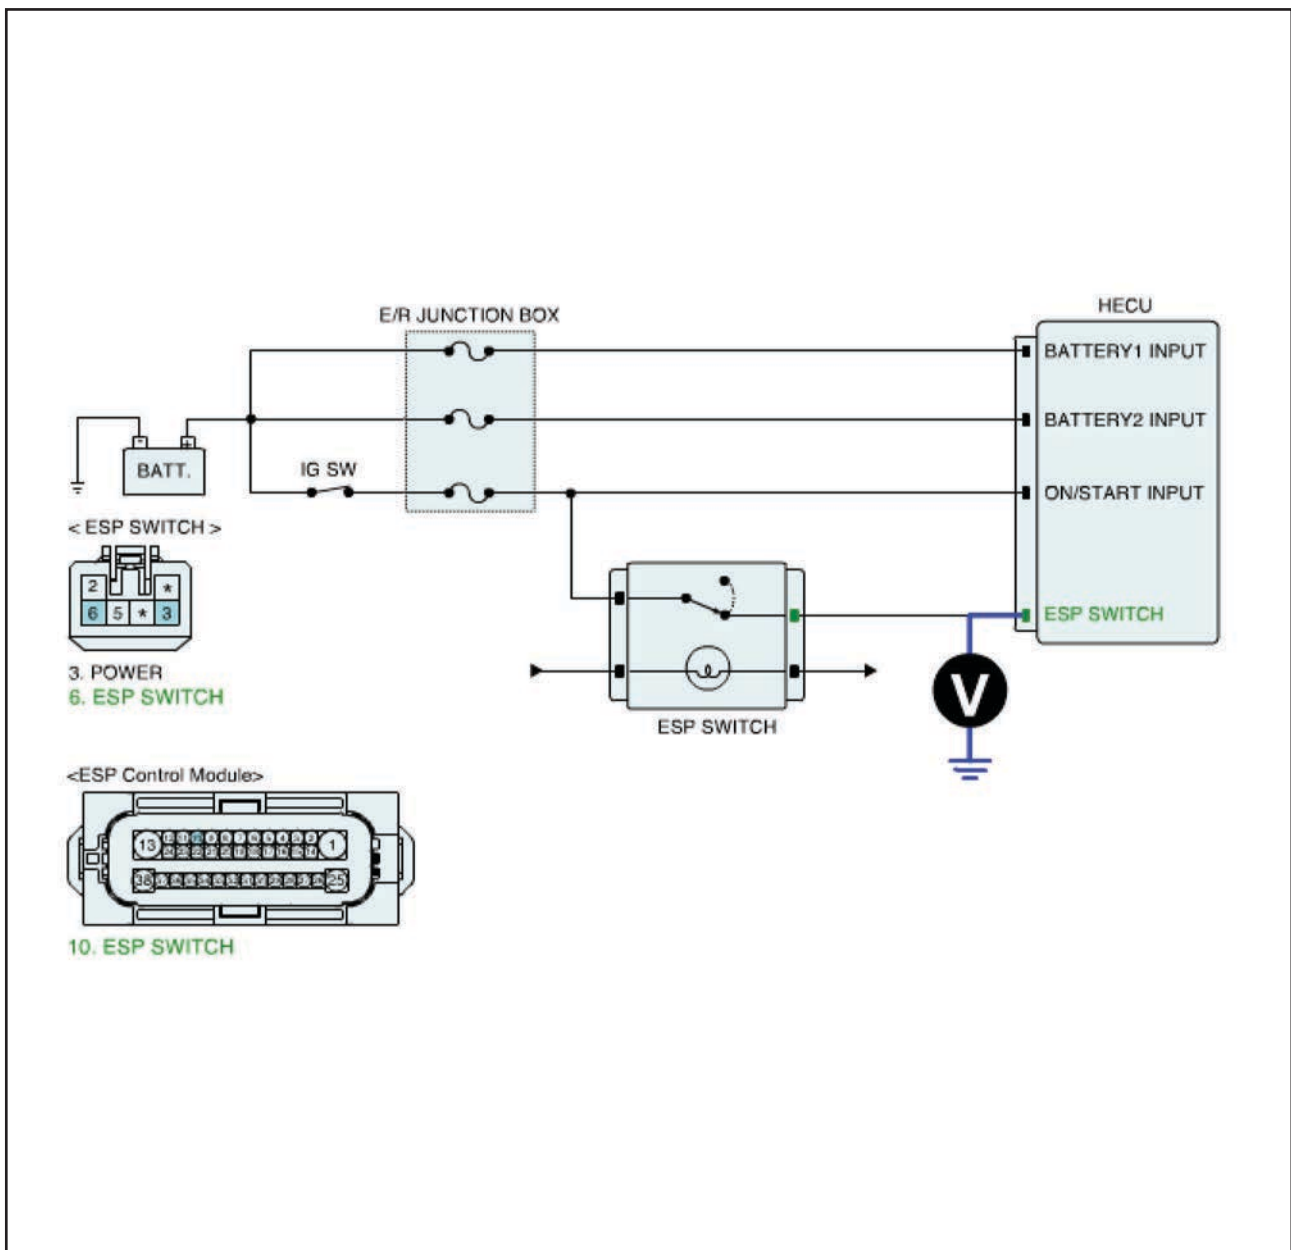 HECU
E/R JUNCTION BOX
BATTERY1 INPUT
BATTERY2 INPUT
- +
BATT.
IG SW
ON/START INPUT
< ESP SWITCH >
2 *
6 5 * 3
ESP SWITCH
3. POWER
6. ESP SWITCH
V
ESP SWITCH
<ESP Control Module>
13 1
38 25
10. ESP SWITCH